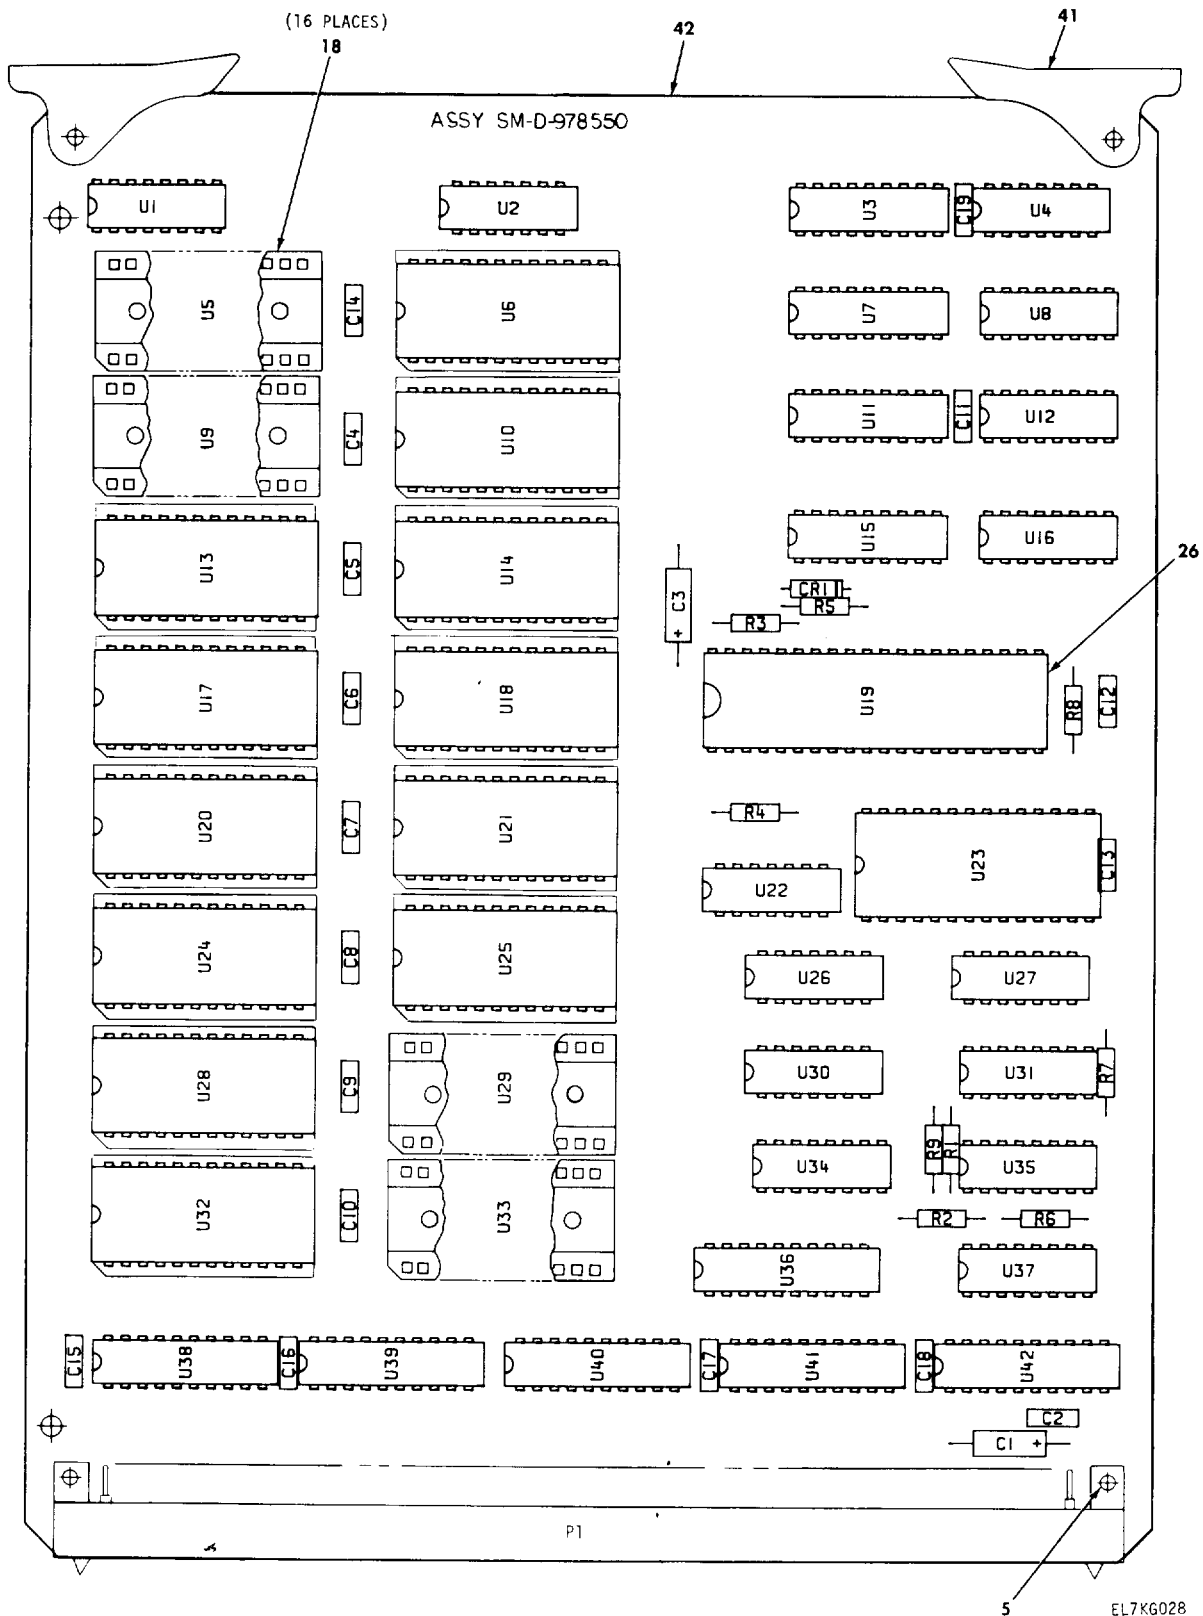 (16 PLACES)
18
42
41
ASSY SM-D-978550
U1
U2
U3
C19
U4
U5
C14
U6
U7
U8
U9
C4
U10
U11
C11
U12
U13
C5
U14
U15
U16
26
CR1
R5
C3
+
R3
U17
C6
U18
U19
R8
C12
U20
C7
U21
R4
U22
U23
C13
U24
C8
U25
U26
U27
U28
C9
U29
U30
U31
R7
U32
C10
U33
U34
R9
R1
U35
R2
R6
U36
U37
C15
U38
C16
U39
U40
C17
U41
C18
U42
C2
C1 +
P1
5
EL7KG028